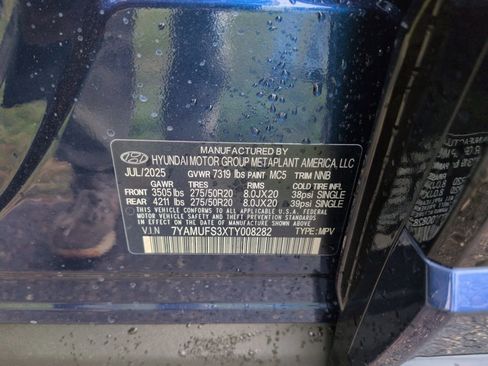 MANUFACTURED BY
HYUNDAI MOTOR GROUP METAPLANT AMERICA, LLC
JUL/2025 GVWR 7319 lbs PAINT MC5 TRIM NNB
GAWR TIRES RIMS COLD TIRE INFL
FRONT 3505 lbs 275/50R20 8.0JX20 38psi SINGLE
REAR 4211 lbs 275/50R20 8.0JX20 39psi SINGLE
THIS VEHICLE CONFORMS TO ALL APPLICABLE U.S.A. FEDERAL MOTOR
VEHICLE SAFETY AND THEFT PREVENTION STANDARDS IN
EFFECT ON THE DATE OF MANUFACTURE SHOWN ABOVE
V.I.N 7YAMUFS3XTY008282 TYPE: MPV